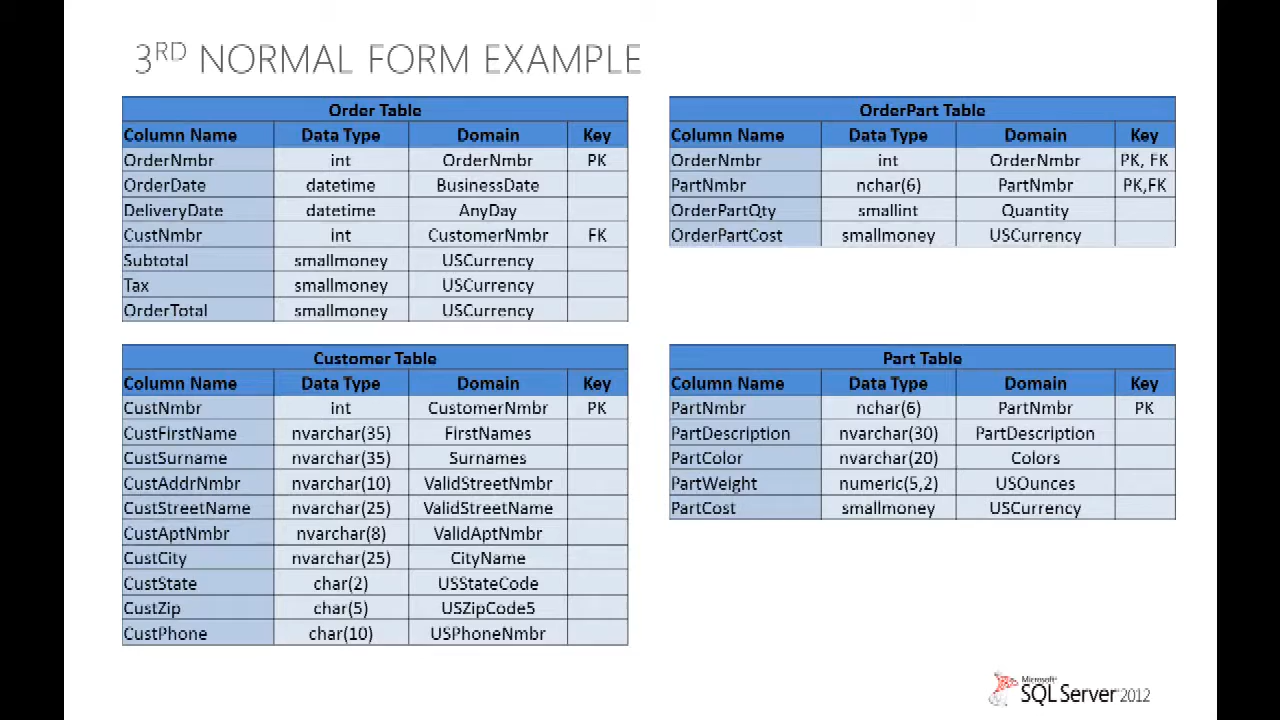 3RD NORMAL FORM EXAMPLE
Order Table
Column Name Data Type Domain Key
OrderNmbr int OrderNmbr PK
OrderDate datetime BusinessDate
DeliveryDate datetime AnyDay
CustNmbr int CustomerNmbr FK
Subtotal smallmoney USCurrency
Tax smallmoney USCurrency
OrderTotal smallmoney USCurrency
OrderPart Table
Column Name Data Type Domain Key
OrderNmbr int OrderNmbr PK, FK
PartNmbr nchar(6) PartNmbr PK,FK
OrderPartQty smallint Quantity
OrderPartCost smallmoney USCurrency
Customer Table
Column Name Data Type Domain Key
CustNmbr int CustomerNmbr PK
CustFirstName nvarchar(35) FirstNames
CustSurname nvarchar(35) Surnames
CustAddrNmbr nvarchar(10) ValidStreetNmbr
CustStreetName nvarchar(25) ValidStreetName
CustAptNmbr nvarchar(8) ValidAptNmbr
CustCity nvarchar(25) CityName
CustState char(2) USStateCode
CustZip char(5) USZipCode5
CustPhone char(10) USPhoneNmbr
Part Table
Column Name Data Type Domain Key
PartNmbr nchar(6) PartNmbr PK
PartDescription nvarchar(30) PartDescription
PartColor nvarchar(20) Colors
PartWeight numeric(5,2) USOunces
PartCost smallmoney USCurrency
Microsoft
SQL Server 2012